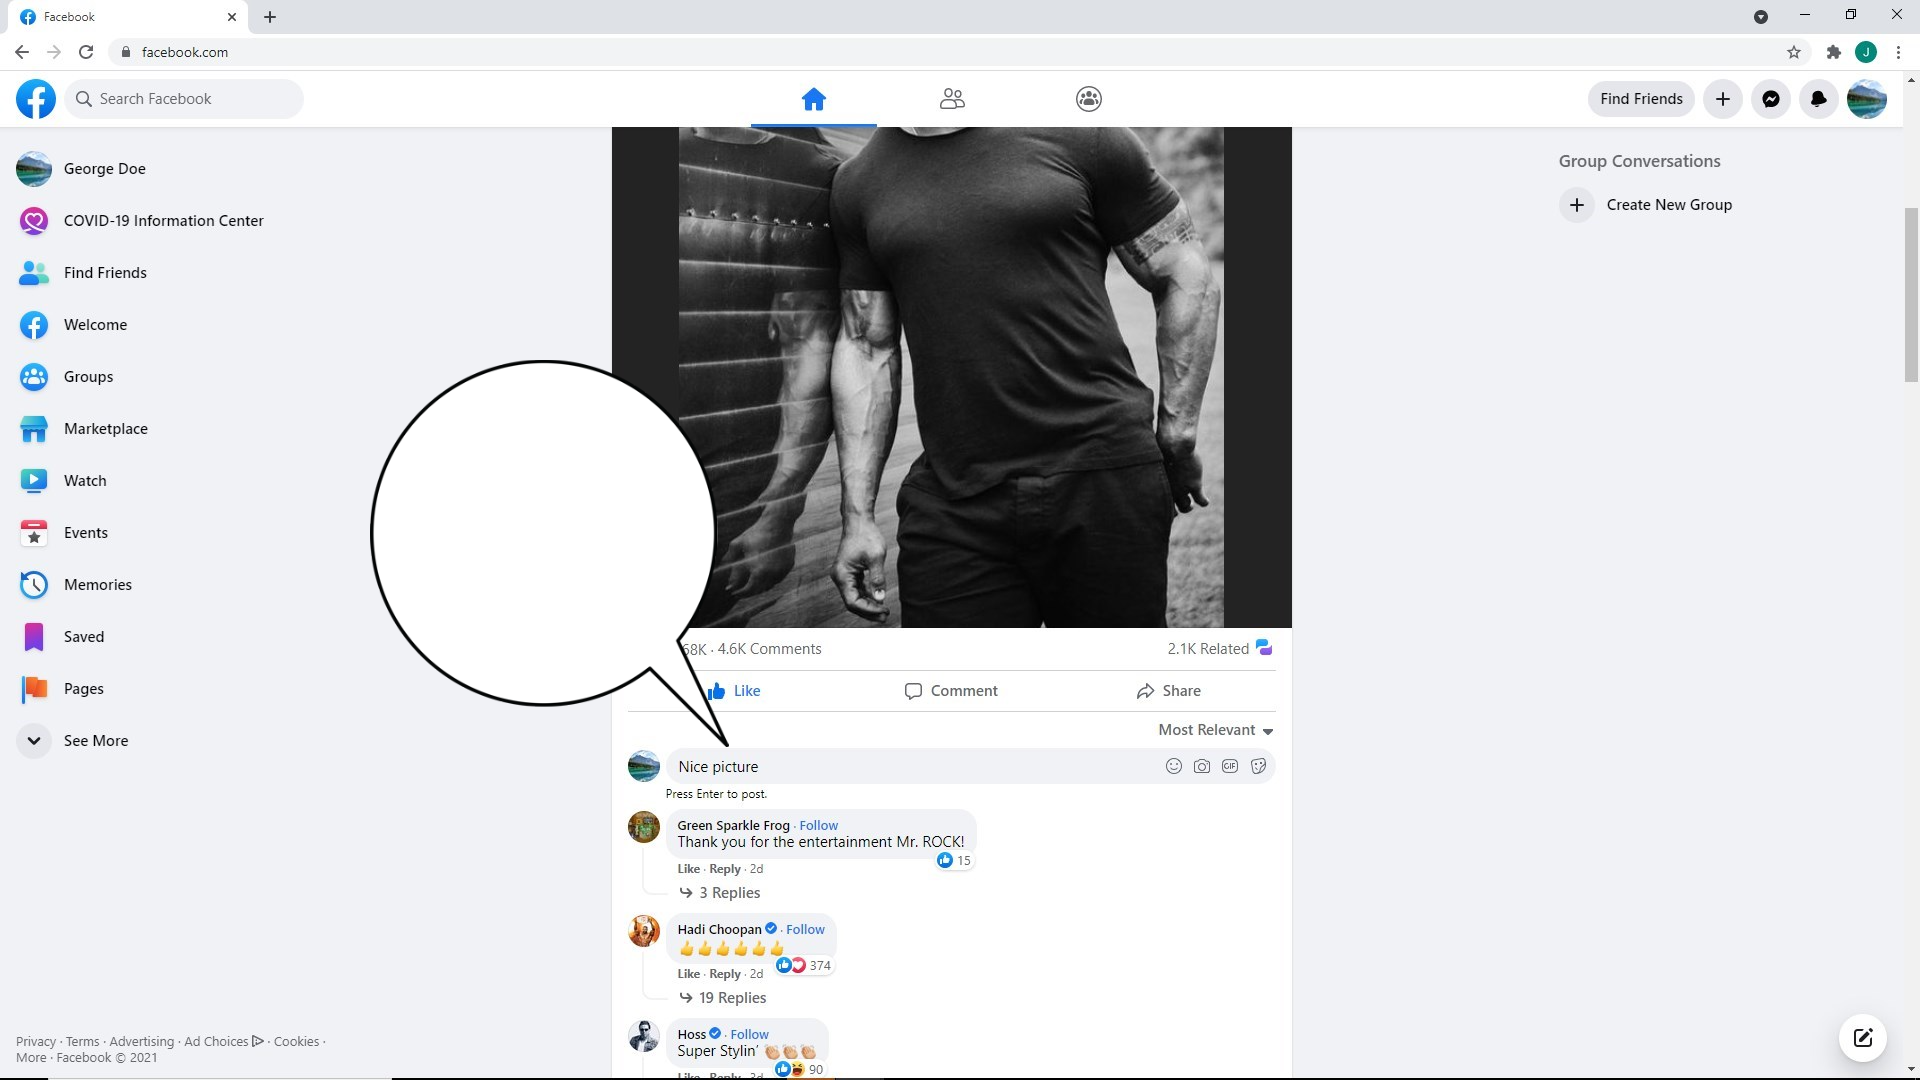 Facebook
facebook.com
Search Facebook
Find Friends
J
George Doe
COVID-19 Information Center
Find Friends
Welcome
Groups
Marketplace
Watch
Events
Memories
Saved
Pages
See More
Privacy · Terms · Advertising · Ad Choices · Cookies ·
More · Facebook © 2021
68K · 4.6K Comments
2.1K Related
Like
Comment
Share
Most Relevant
Nice picture
GIF
Press Enter to post.
Green Sparkle Frog · Follow
Thank you for the entertainment Mr. ROCK!
15
Like · Reply · 2d
3 Replies
Hadi Choopan · Follow
👍👍👍👍👍👍
374
Like · Reply · 2d
19 Replies
Hoss · Follow
Super Stylin’ 👏🏼👏🏼👏🏼
90
Like · Reply · 3d
Group Conversations
Create New Group